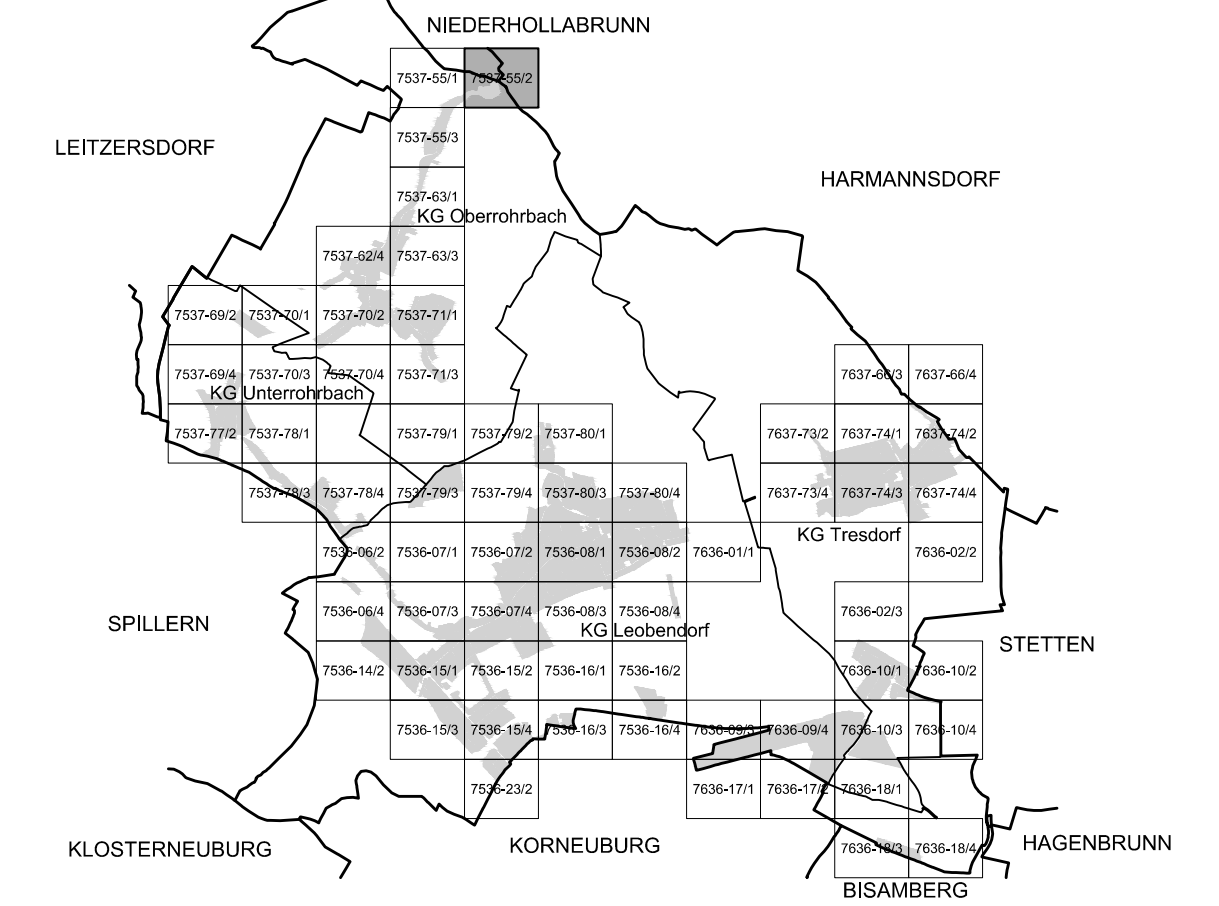 NIEDERHOLLABRUNN
7537-55/1 7537-55/2
7537-55/3
LEITZERSDORF
HARMANNSDORF
7537-63/1
KG Oberrohrbach
7537-62/4 7537-63/3
7537-69/2 7537-70/1 7537-70/2 7537-71/1
7537-69/4 7537-70/3 7537-70/4 7537-71/3 7637-66/3 7637-66/4
KG Unterrohrbach
7537-77/2 7537-78/1 7537-79/1 7537-79/2 7537-80/1 7637-73/2 7637-74/1 7637-74/2
7537-78/3 7537-78/4 7537-79/3 7537-79/4 7537-80/3 7537-80/4 7637-73/4 7637-74/3 7637-74/4
KG Tresdorf
7536-06/2 7536-07/1 7536-07/2 7536-08/1 7536-08/2 7636-01/1 7636-02/2
7536-06/4 7536-07/3 7536-07/4 7536-08/3 7536-08/4 7636-02/3
SPILLERN
KG Leobendorf
STETTEN
7536-14/2 7536-15/1 7536-15/2 7536-16/1 7536-16/2 7636-10/1 7636-10/2
7536-15/3 7536-15/4 7536-16/3 7536-16/4 7636-09/3 7636-09/4 7636-10/3 7636-10/4
7536-23/2 7636-17/1 7636-17/2 7636-18/1
KLOSTERNEUBURG
KORNEUBURG
HAGENBRUNN
7636-18/3 7636-18/4
BISAMBERG